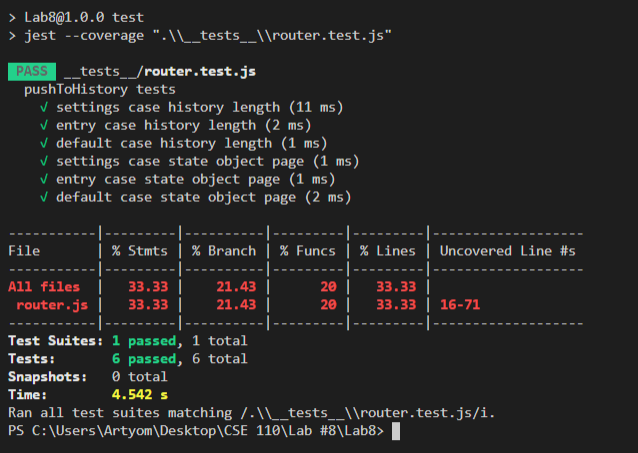 > Lab8@1.0.0 test
> jest --coverage ".\\__tests__\\router.test.js"
PASS __tests__/router.test.js
pushToHistory tests
√ settings case history length (11 ms)
√ entry case history length (2 ms)
√ default case history length (1 ms)
√ settings case state object page (1 ms)
√ entry case state object page (1 ms)
√ default case state object page (2 ms)
-----------|---------|----------|---------|---------|-------------------
File       | % Stmts | % Branch | % Funcs | % Lines | Uncovered Line #s
-----------|---------|----------|---------|---------|-------------------
All files  |   33.33 |    21.43 |      20 |   33.33 |
router.js |   33.33 |    21.43 |      20 |   33.33 | 16-71
-----------|---------|----------|---------|---------|-------------------
Test Suites: 1 passed, 1 total
Tests:       6 passed, 6 total
Snapshots:   0 total
Time:        4.542 s
Ran all test suites matching /.\\__tests__\\router.test.js/i.
PS C:\Users\Artyom\Desktop\CSE 110\Lab #8\Lab8>